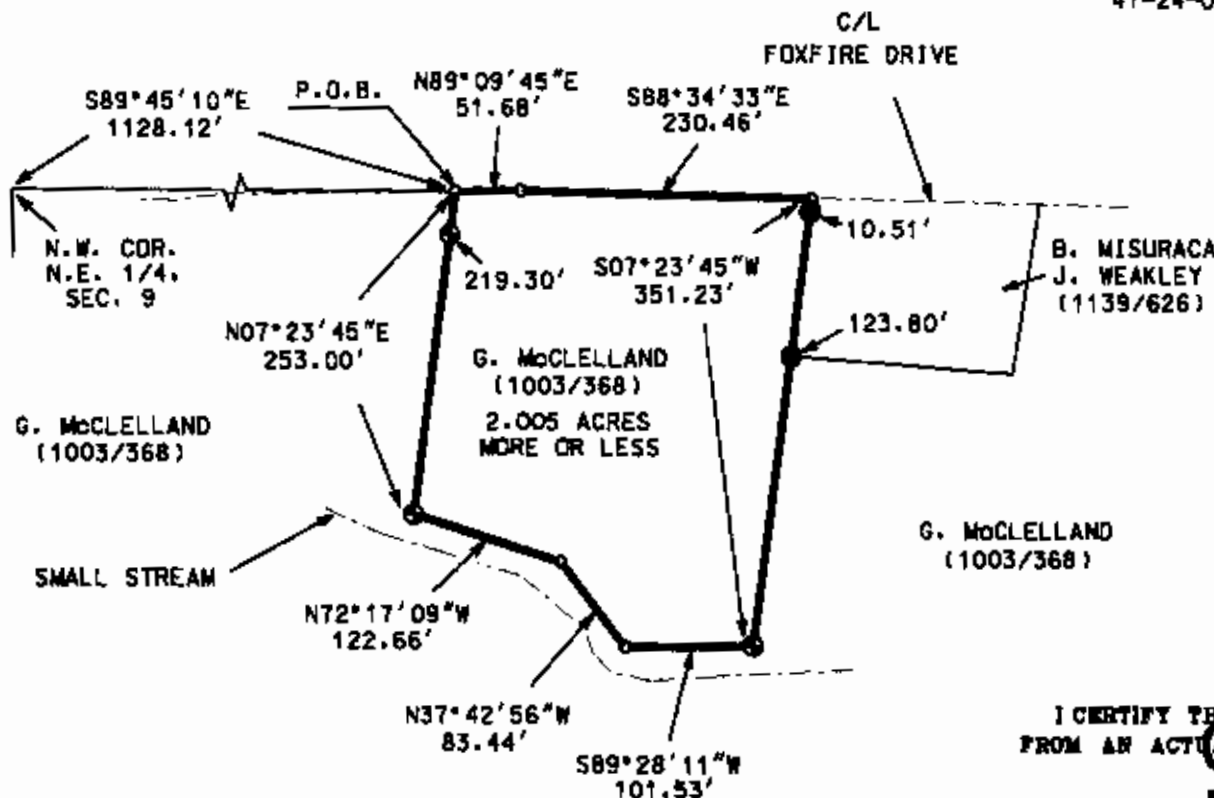 C/L
FOXFIRE DRIVE
S89°45'10"E
1128.12'
P.O.B.
N89°09'45"E
51.68'
S88°34'33"E
230.46'
N.W. COR.
N.E. 1/4.
SEC. 9
219.30'
S07°23'45"W
351.23'
10.51'
B. MISURACA
J. WEAKLEY
(1139/626)
N07°23'45"E
253.00'
123.80'
G. McCLELLAND
(1003/368)
2.005 ACRES
MORE OR LESS
G. McCLELLAND
(1003/368)
G. McCLELLAND
(1003/368)
SMALL STREAM
N72°17'09"W
122.66'
N37°42'56"W
83.44'
S89°28'11"W
101.53'
I CERTIFY
FROM AN